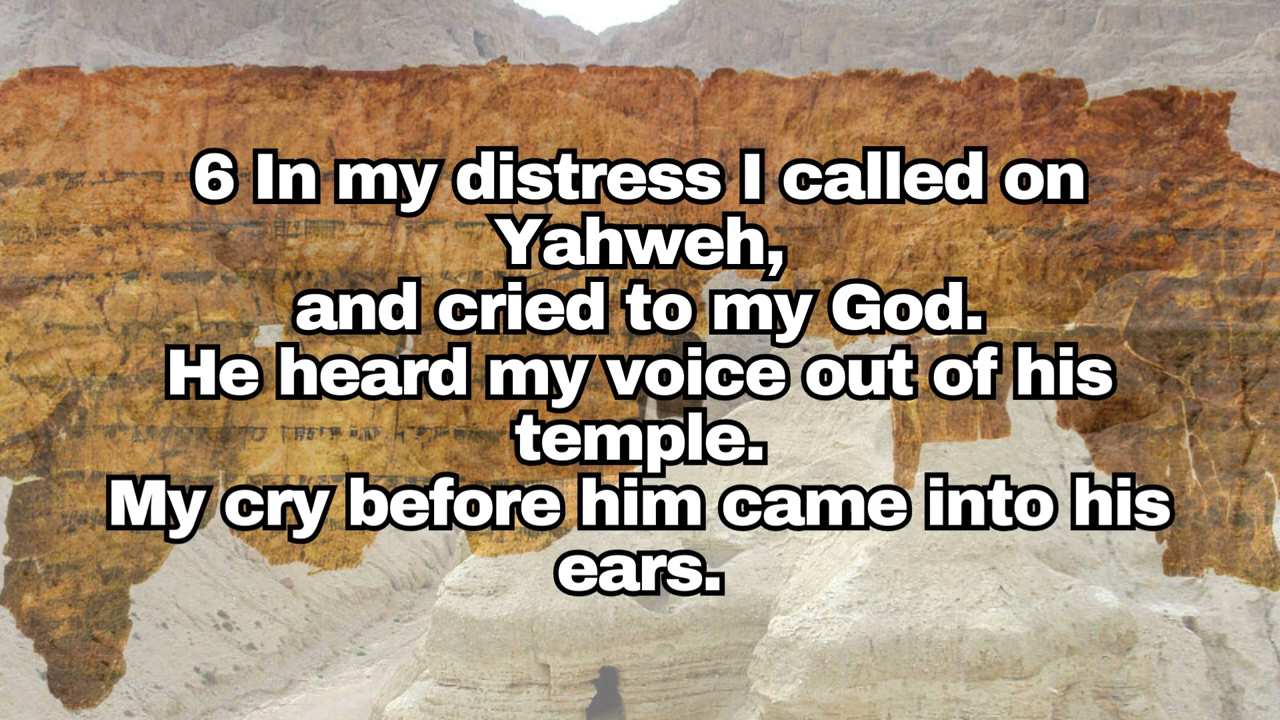 6 In my distress I called on
Yahweh,
and cried to my God.
He heard my voice out of his
temple.
My cry before him came into his
ears.